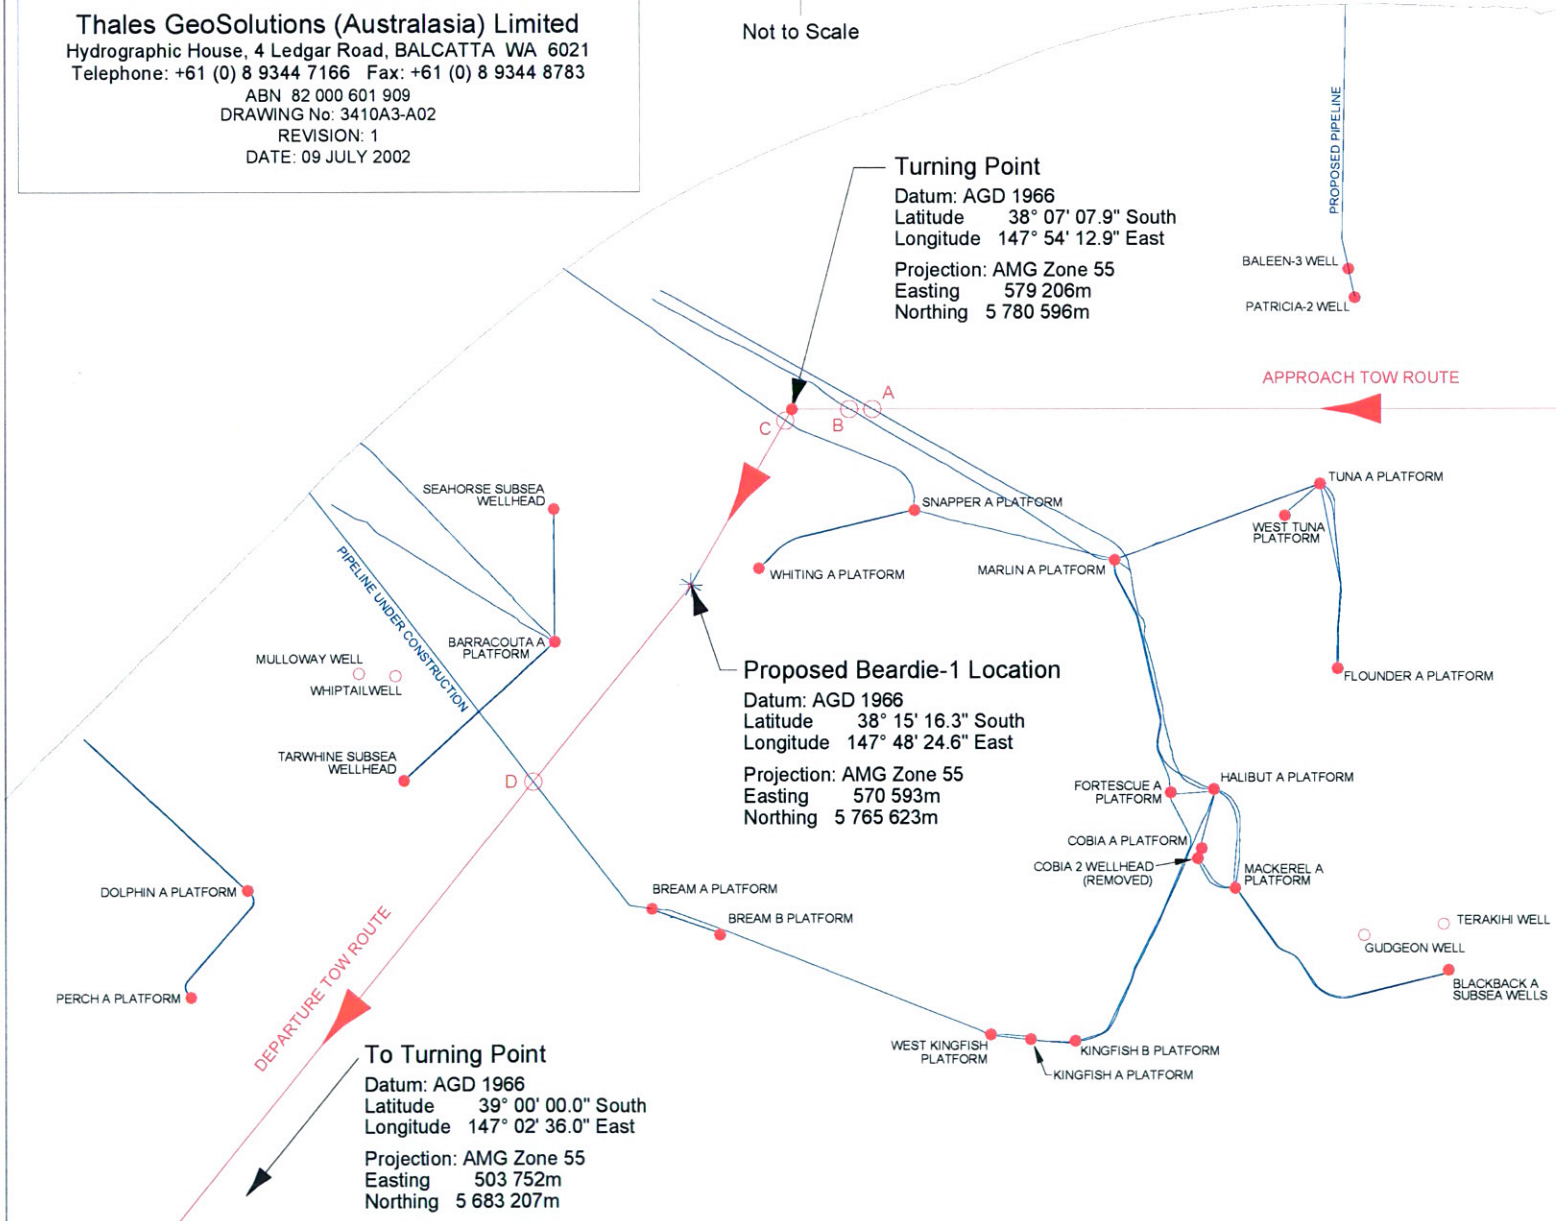 Thales GeoSolutions (Australasia) Limited
Hydrographic House, 4 Ledgar Road, BALCATTA WA 6021
Telephone: +61 (0) 8 9344 7166 Fax: +61 (0) 8 9344 8783
ABN 82 000 601 909
DRAWING No: 3410A3-A02
REVISION: 1
DATE: 09 JULY 2002
Not to Scale
Turning Point
Datum: AGD 1966
Latitude 38° 07' 07.9" South
Longitude 147° 54' 12.9" East
Projection: AMG Zone 55
Easting 579 206m
Northing 5 780 596m
PROPOSED PIPELINE
BALEEN-3 WELL
PATRICIA-2 WELL
APPROACH TOW ROUTE
A
B
C
SEAHORSE SUBSEA
WELLHEAD
SNAPPER A PLATFORM
TUNA A PLATFORM
WEST TUNA
PLATFORM
WHITING A PLATFORM
MARLIN A PLATFORM
PIPELINE UNDER CONSTRUCTION
BARRACOUTA A
PLATFORM
MULLOWAY WELL
WHIPTAILWELL
FLOUNDER A PLATFORM
Proposed Beardie-1 Location
Datum: AGD 1966
Latitude 38° 15' 16.3" South
Longitude 147° 48' 24.6" East
Projection: AMG Zone 55
Easting 570 593m
Northing 5 765 623m
TARWHINE SUBSEA
WELLHEAD
D
FORTESCUE A
PLATFORM
HALIBUT A PLATFORM
COBIA A PLATFORM
COBIA 2 WELLHEAD
(REMOVED)
MACKEREL A
PLATFORM
DOLPHIN A PLATFORM
BREAM A PLATFORM
BREAM B PLATFORM
TERAKIHI WELL
GUDGEON WELL
BLACKBACK A
SUBSEA WELLS
PERCH A PLATFORM
DEPARTURE TOW ROUTE
WEST KINGFISH
PLATFORM
KINGFISH B PLATFORM
KINGFISH A PLATFORM
To Turning Point
Datum: AGD 1966
Latitude 39° 00' 00.0" South
Longitude 147° 02' 36.0" East
Projection: AMG Zone 55
Easting 503 752m
Northing 5 683 207m